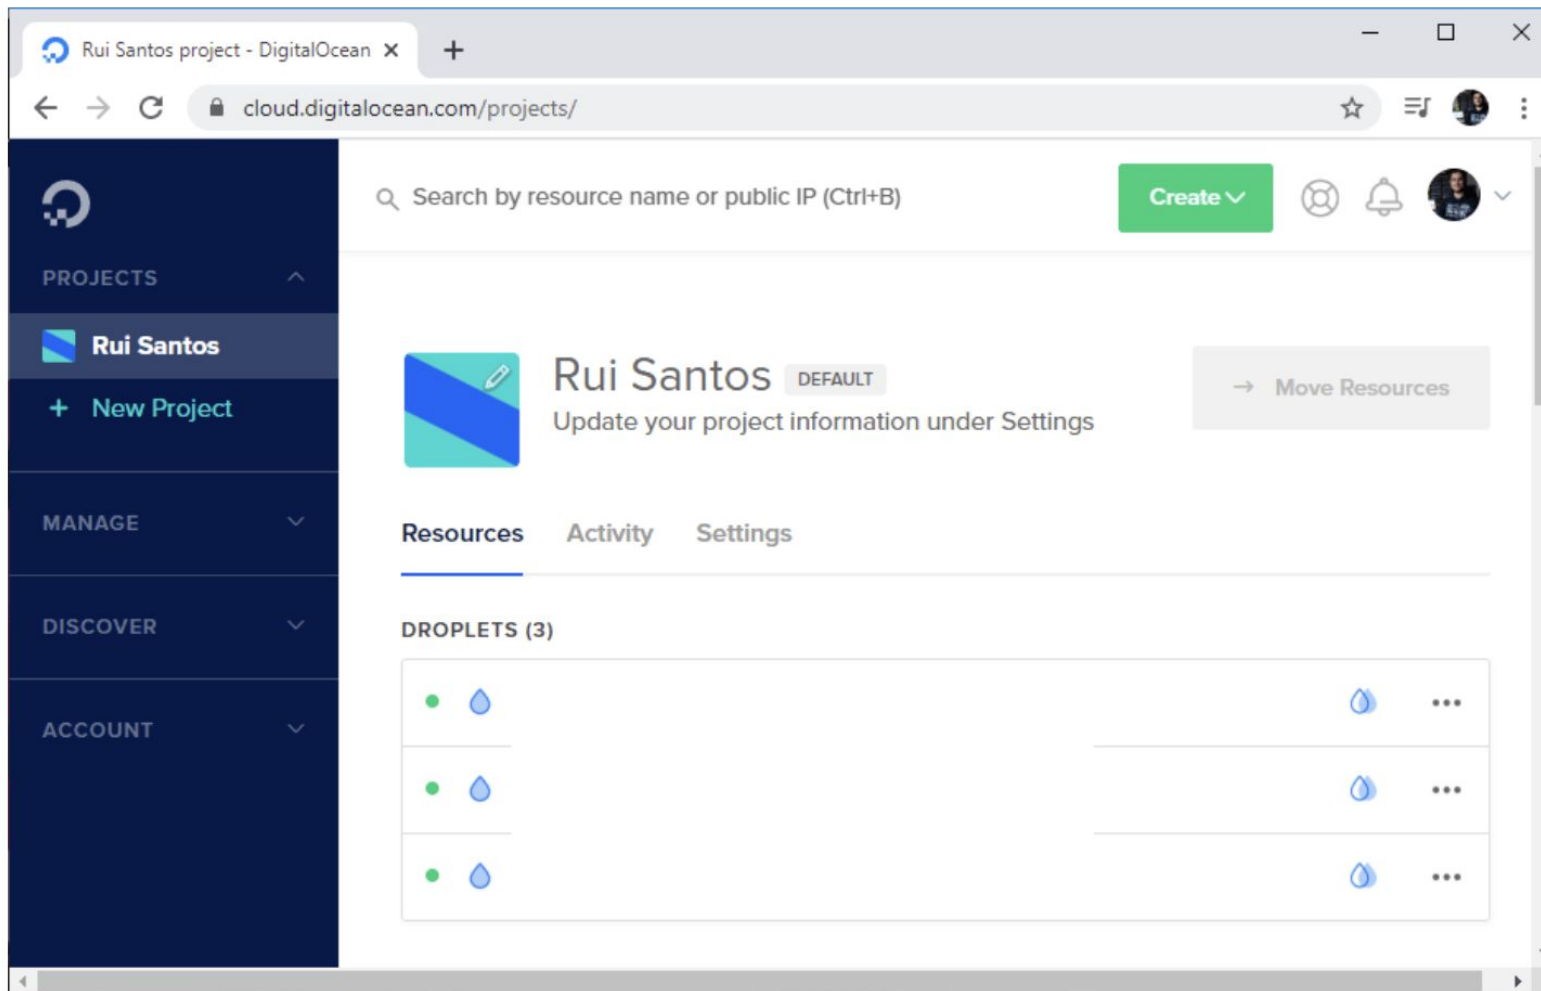 Rui Santos project - DigitalOcean
cloud.digitalocean.com/projects/
Search by resource name or public IP (Ctrl+B)
Create
PROJECTS
Rui Santos
+ New Project
MANAGE
DISCOVER
ACCOUNT
Rui Santos DEFAULT
Update your project information under Settings
→ Move Resources
Resources Activity Settings
DROPLETS (3)